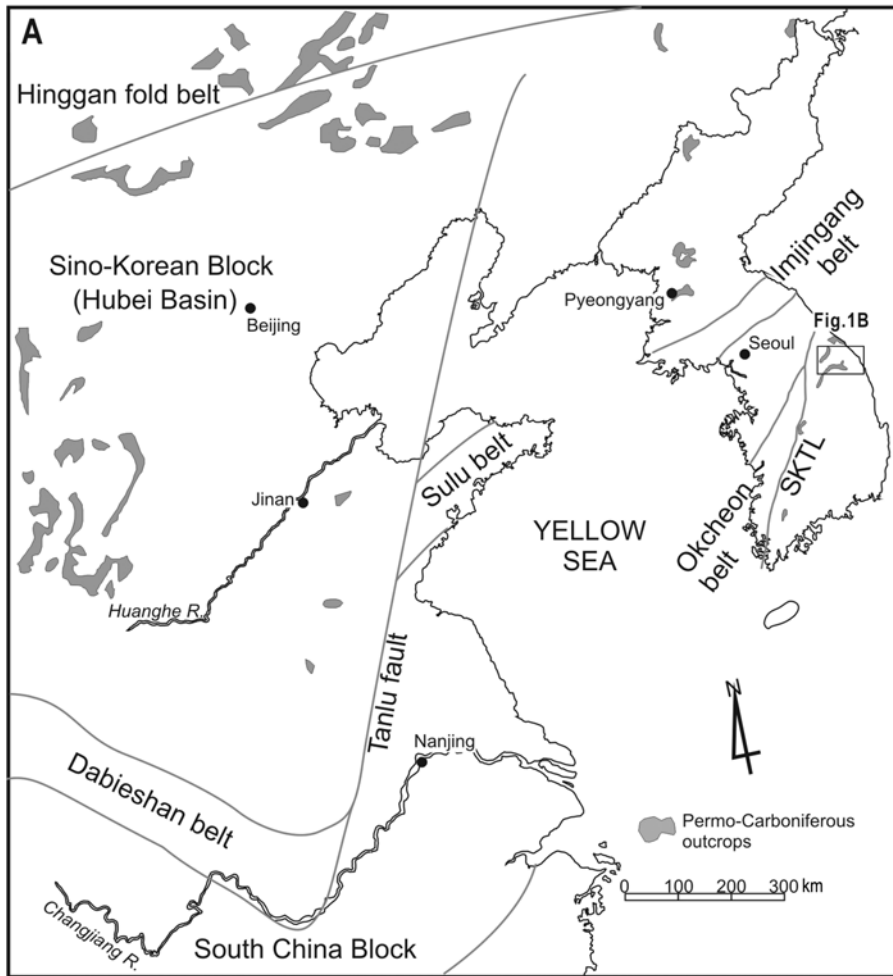 A
Hinggan fold belt
Sino-Korean Block
(Hubei Basin)
Beijing
Pyeongyang
Imjingang
belt
Fig.1B
Seoul
Jinan
Sulu belt
YELLOW
SEA
Okcheon
belt
SKTL
Huanghe R.
Tanlu fault
N
Nanjing
Dabieshan belt
Permo-Carboniferous
outcrops
0 100 200 300 km
Changjiang R.
South China Block